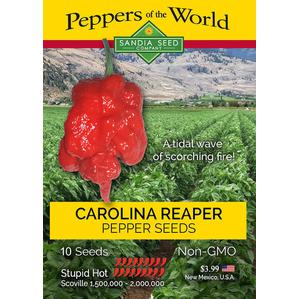 Peppers of the World
SANDIA SEED
COMPANY
A tidal wave
of scorching fire!
CAROLINA REAPER
PEPPER SEEDS
10 Seeds
Non-GMO
Stupid Hot
$3.99
New Mexico, U.S.A.
Scoville 1,500,000 - 2,000,000